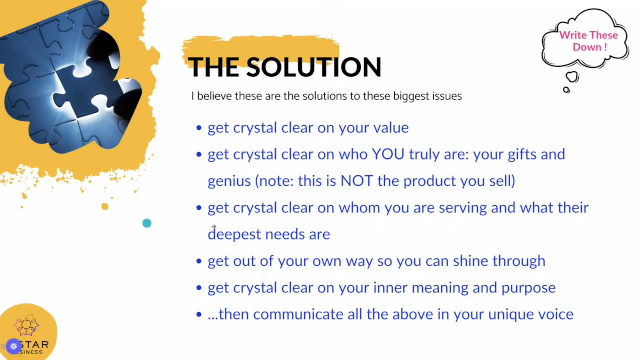 Write These
Down !
THE SOLUTION
I believe these are the solutions to these biggest issues
• get crystal clear on your value
• get crystal clear on who YOU truly are: your gifts and
genius (note: this is NOT the product you sell)
• get crystal clear on whom you are serving and what their
deepest needs are
• get out of your own way so you can shine through
• get crystal clear on your inner meaning and purpose
• ...then communicate all the above in your unique voice